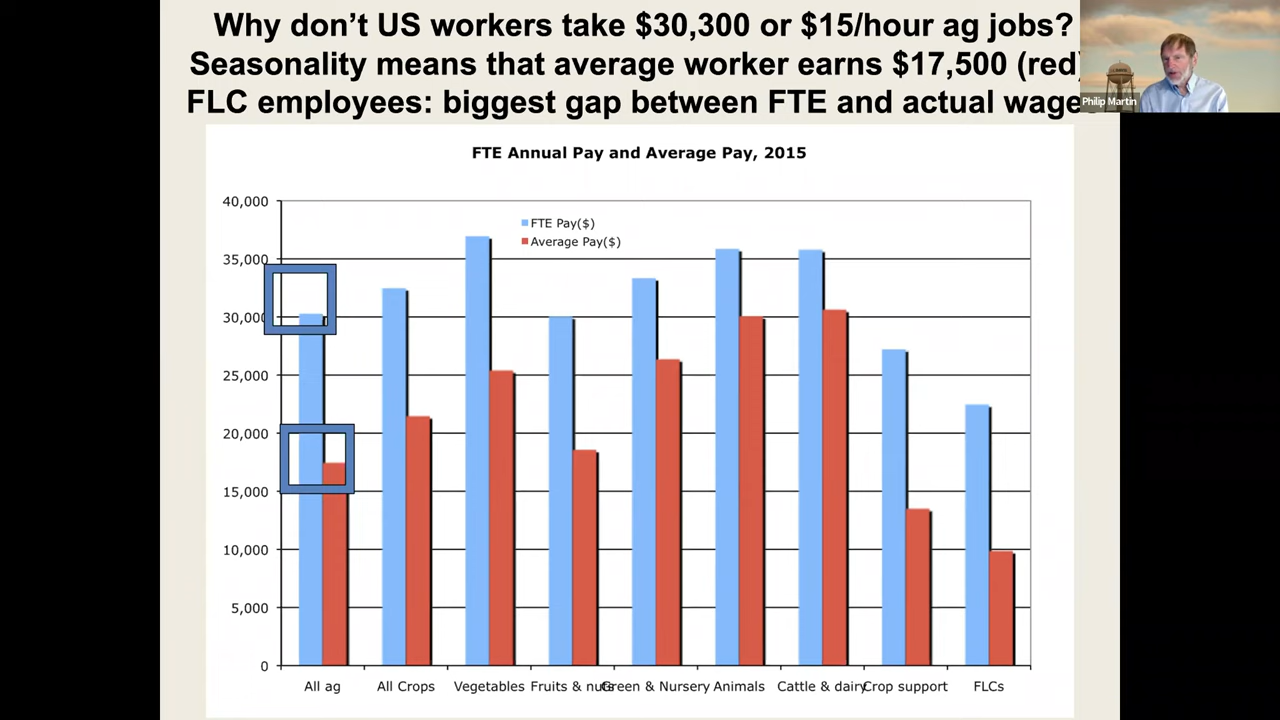 Why don't US workers take $30,300 or $15/hour ag jobs?
Seasonality means that average worker earns $17,500 (red)
FLC employees: biggest gap between FTE and actual wage
Philip Martin
FTE Annual Pay and Average Pay, 2015
FTE Pay($)
Average Pay($)
40,000
35,000
30,000
25,000
20,000
15,000
10,000
5,000
0
All ag
All Crops
Vegetables
Fruits & nuts
Green & Nursery
Animals
Cattle & dairy
Crop support
FLCs